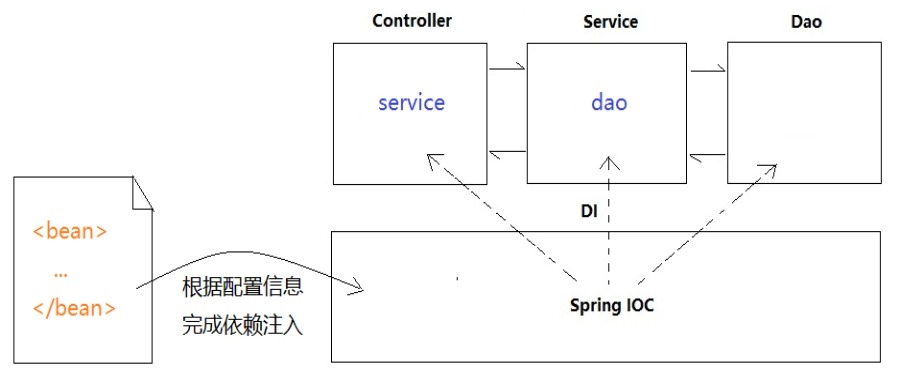 Controller
Service
Dao
service
dao
DI
<bean>
...
</bean>
根据配置信息
完成依赖注入
Spring IOC